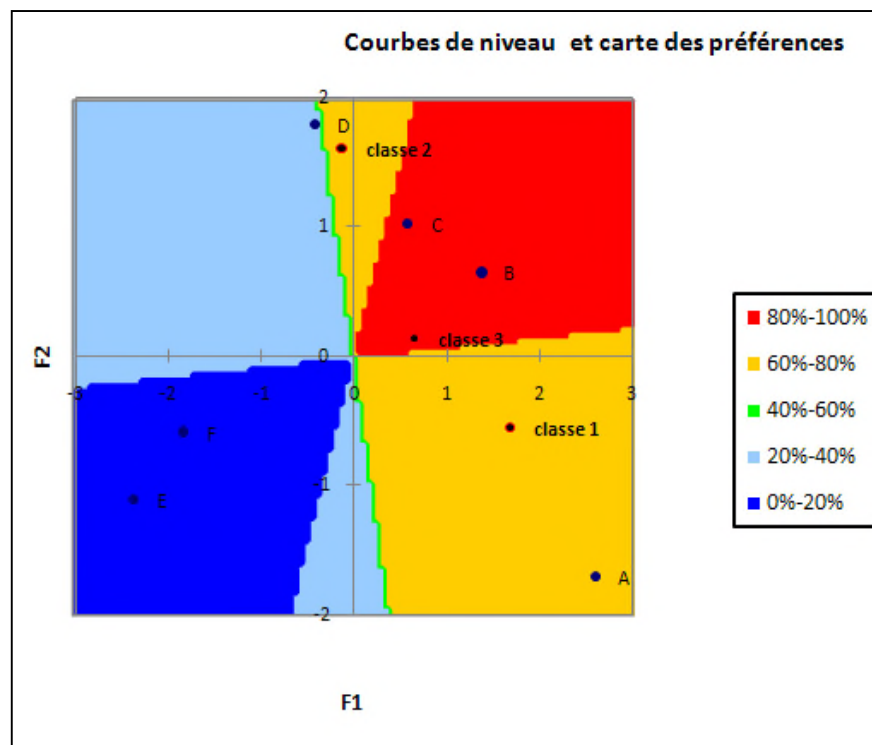 Courbes de niveau et carte des préférences
2
D
classe 2
1
C
B
classe 3
0
-3 -2 -1 0 1 2 3
classe 1
F
-1
E
A
-2
F2
F1
80%-100%
60%-80%
40%-60%
20%-40%
0%-20%